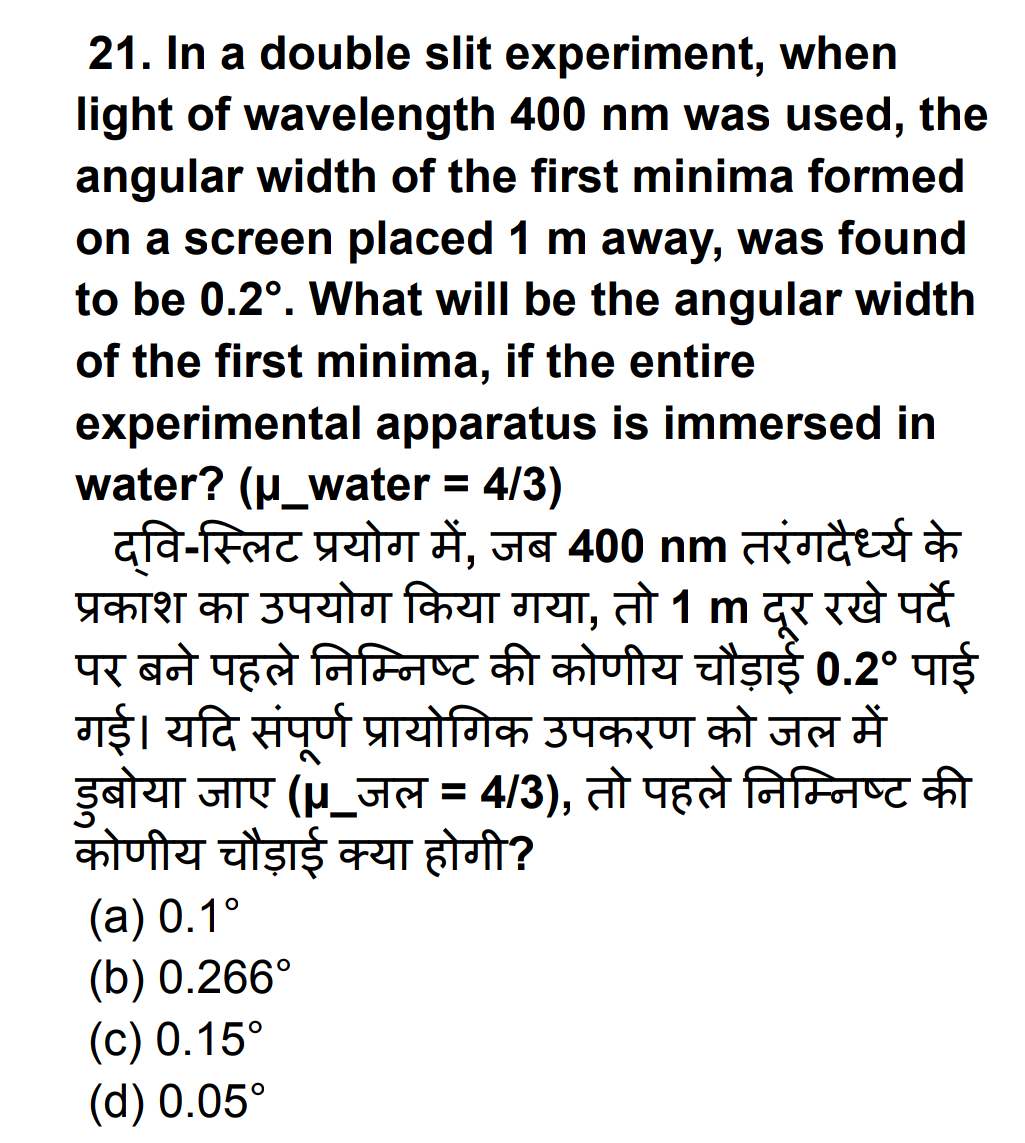 21. In a double slit experiment, when
light of wavelength 400 nm was used, the
angular width of the first minima formed
on a screen placed 1 m away, was found
to be 0.2°. What will be the angular width
of the first minima, if the entire
experimental apparatus is immersed in
water? (μ_water = 4/3)
द्वि-स्लिट प्रयोग में, जब 400 nm तरंगदैर्ध्य के
प्रकाश का उपयोग किया गया, तो 1 m दूर रखे पर्दे
पर बने पहले निम्निष्ट की कोणीय चौड़ाई 0.2° पाई
गई। यदि संपूर्ण प्रायोगिक उपकरण को जल में
डुबोया जाए (μ_जल = 4/3), तो पहले निम्निष्ट की
कोणीय चौड़ाई क्या होगी?
(a) 0.1°
(b) 0.266°
(c) 0.15°
(d) 0.05°